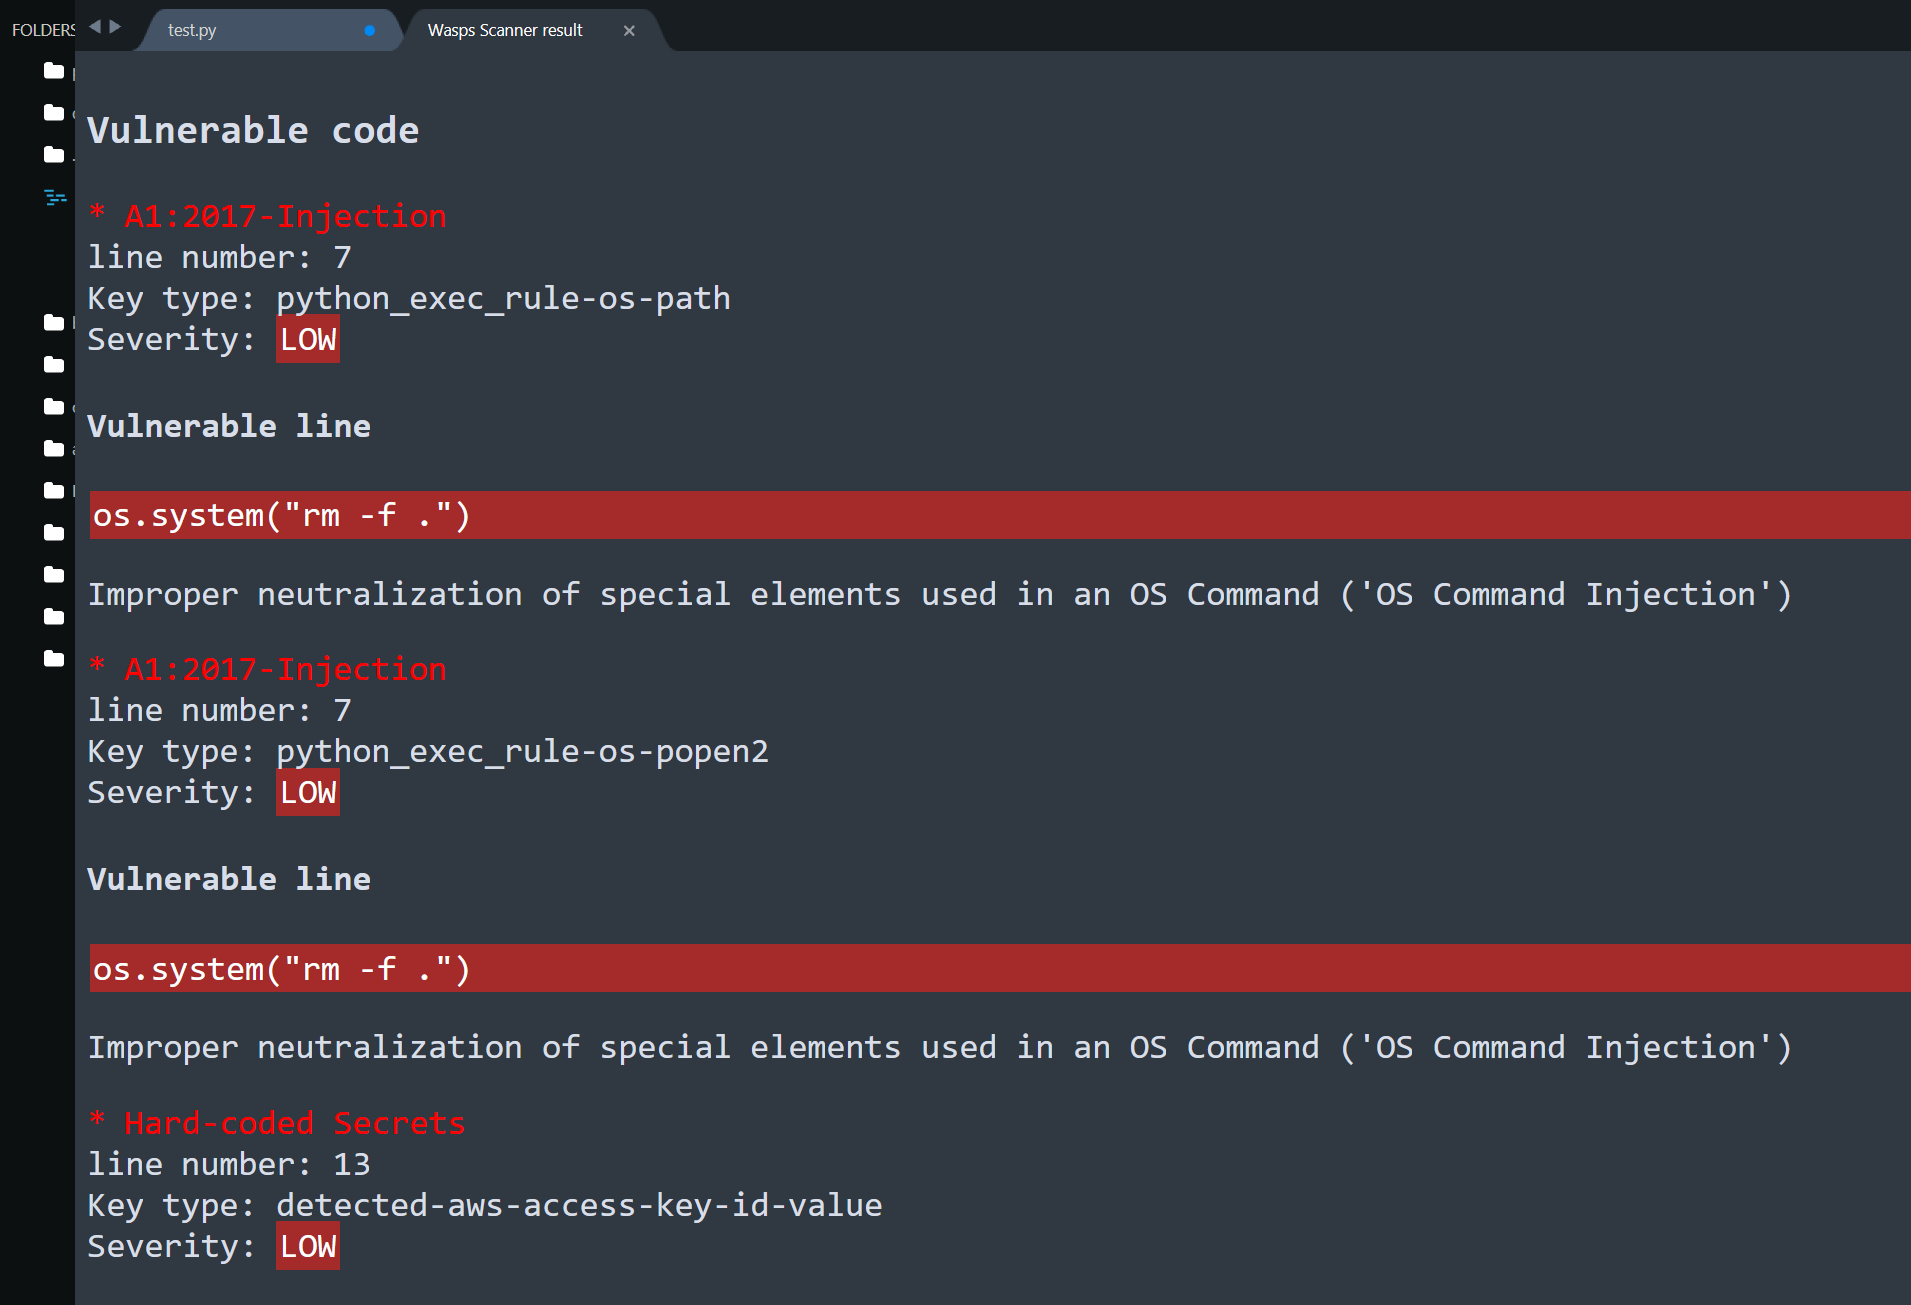 FOLDERS
test.py
Wasps Scanner result
Vulnerable code
* A1:2017-Injection
line number: 7
Key type: python_exec_rule-os-path
Severity: LOW
Vulnerable line
os.system("rm -f .")
Improper neutralization of special elements used in an OS Command ('OS Command Injection')
* A1:2017-Injection
line number: 7
Key type: python_exec_rule-os-popen2
Severity: LOW
Vulnerable line
os.system("rm -f .")
Improper neutralization of special elements used in an OS Command ('OS Command Injection')
* Hard-coded Secrets
line number: 13
Key type: detected-aws-access-key-id-value
Severity: LOW